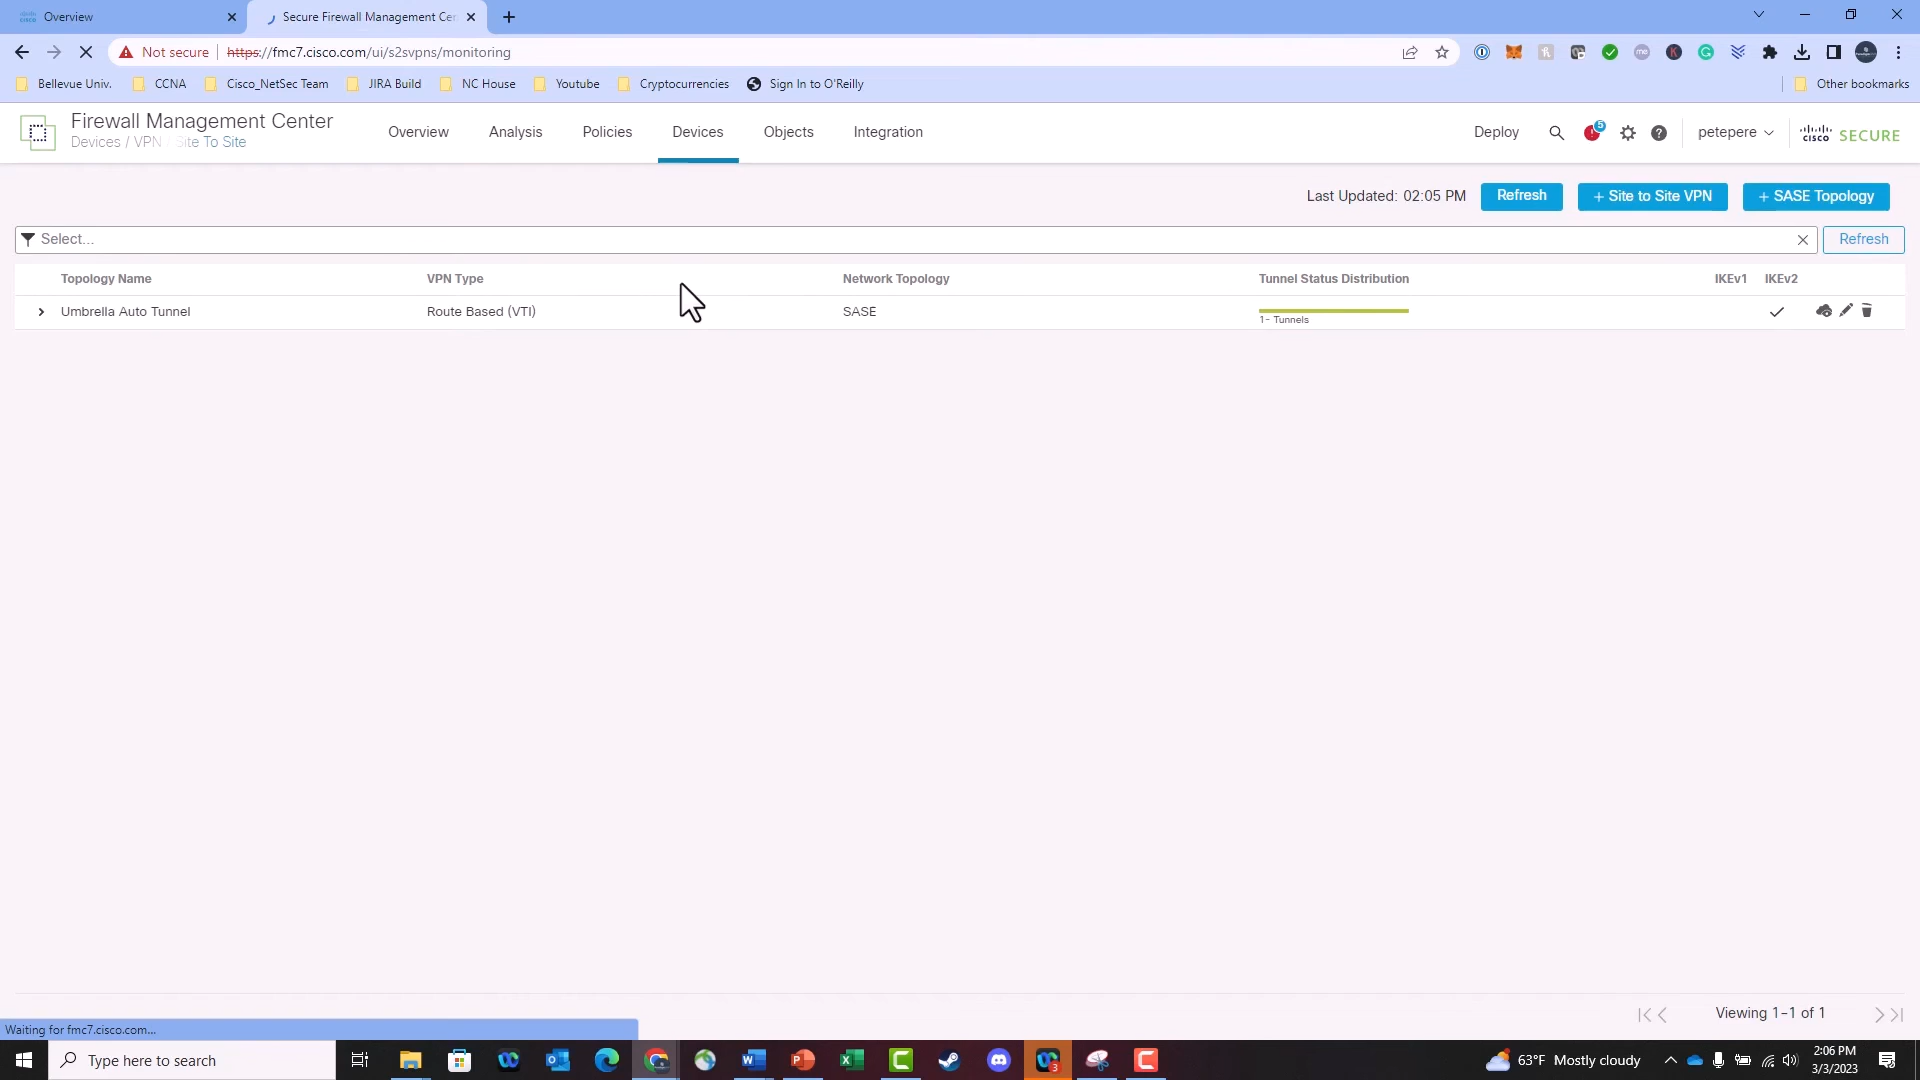 Overview
Secure Firewall Management Cen
Not secure
https://fmc7.cisco.com/ui/s2svpns/monitoring
Bellevue Univ.
CCNA
Cisco_NetSec Team
JIRA Build
NC House
Youtube
Cryptocurrencies
Sign In to O'Reilly
Other bookmarks
Firewall Management Center
Devices / VPN / Site To Site
Overview
Analysis
Policies
Devices
Objects
Integration
Deploy
5
petepere
cisco SECURE
Last Updated: 02:05 PM
Refresh
+ Site to Site VPN
+ SASE Topology
Select...
Refresh
Topology Name
VPN Type
Network Topology
Tunnel Status Distribution
IKEv1
IKEv2
Umbrella Auto Tunnel
Route Based (VTI)
SASE
1- Tunnels
Viewing 1-1 of 1
Waiting for fmc7.cisco.com...
Type here to search
3
63°F Mostly cloudy
2:06 PM
3/3/2023